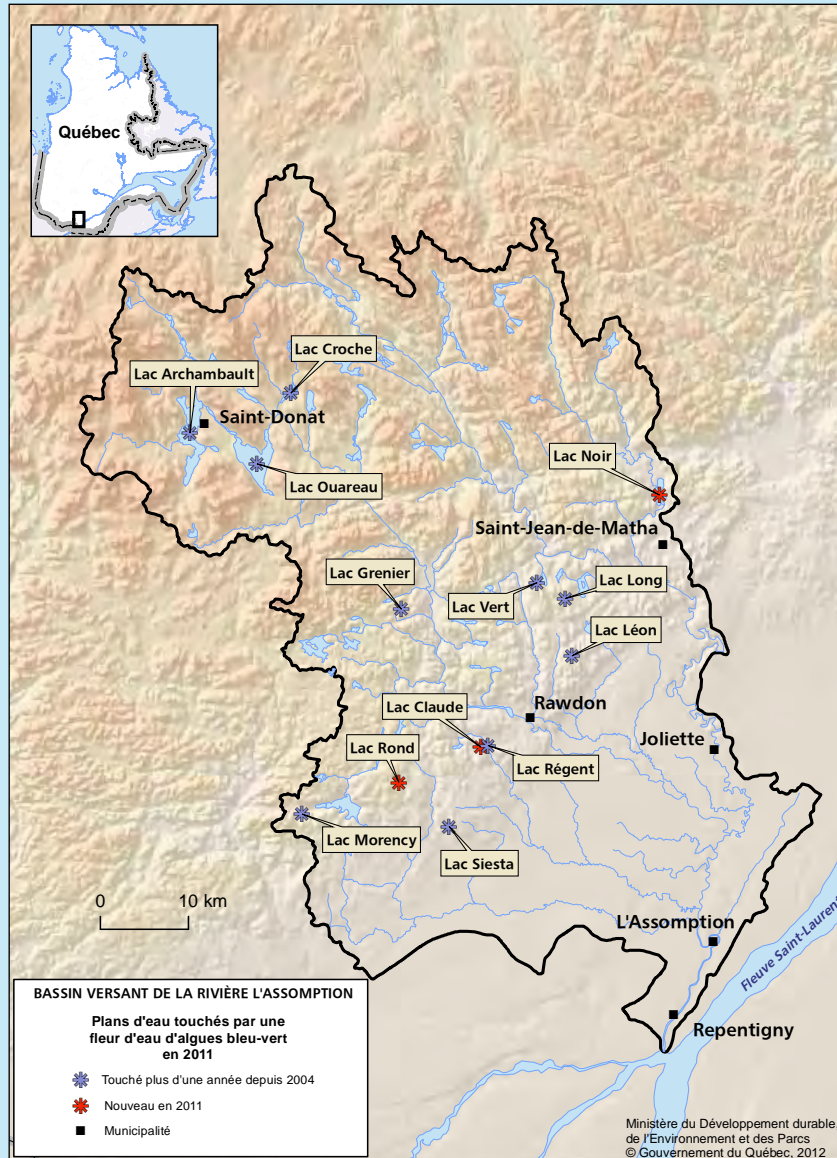 Québec
Lac Croche
Lac Archambault
Saint-Donat
Lac Ouareau
Lac Noir
Saint-Jean-de-Matha
Lac Grenier
Lac Vert
Lac Long
Lac Léon
Lac Claude
Rawdon
Joliette
Lac Rond
Lac Régent
Lac Morency
Lac Siesta
0 10 km
L'Assomption
Fleuve Saint-Laurent
Repentigny
BASSIN VERSANT DE LA RIVIÈRE L'ASSOMPTION
Plans d'eau touchés par une
fleur d'eau d'algues bleu-vert
en 2011
Touché plus d'une année depuis 2004
Nouveau en 2011
Municipalité
Ministère du Développement durable,
de l'Environnement et des Parcs
© Gouvernement du Québec, 2012